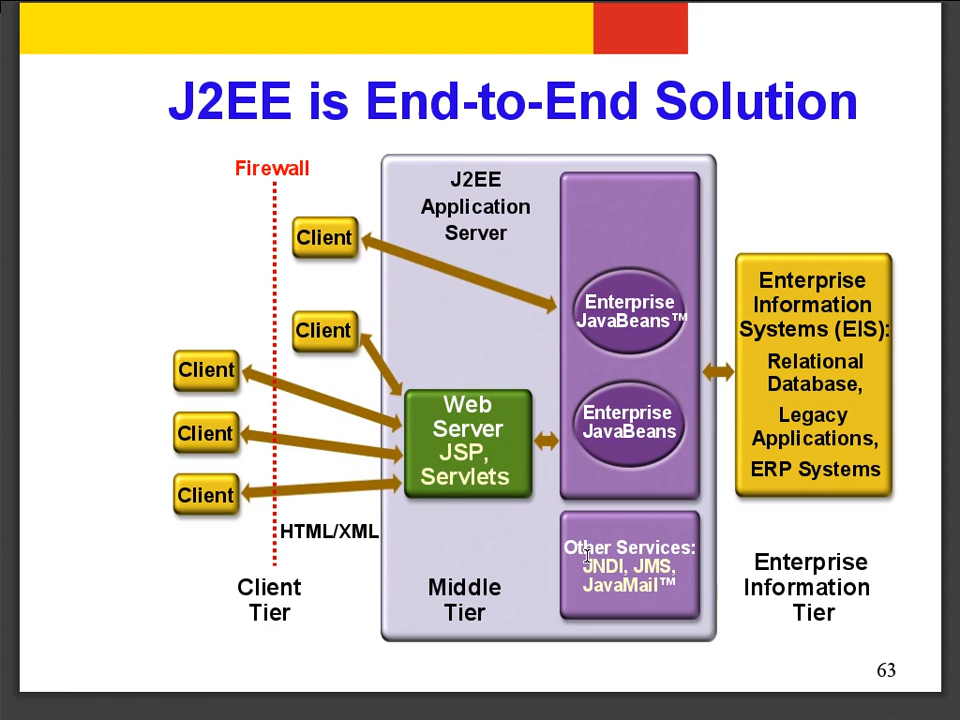 J2EE is End-to-End Solution
Firewall
J2EE
Application
Server
Client
Client
Client
Client
Client
HTML/XML
Web
Server
JSP,
Servlets
Enterprise
JavaBeans™
Enterprise
JavaBeans
Other Services:
JNDI, JMS,
JavaMail™
Enterprise
Information
Systems (EIS):
Relational
Database,
Legacy
Applications,
ERP Systems
Client
Tier
Middle
Tier
Enterprise
Information
Tier
63